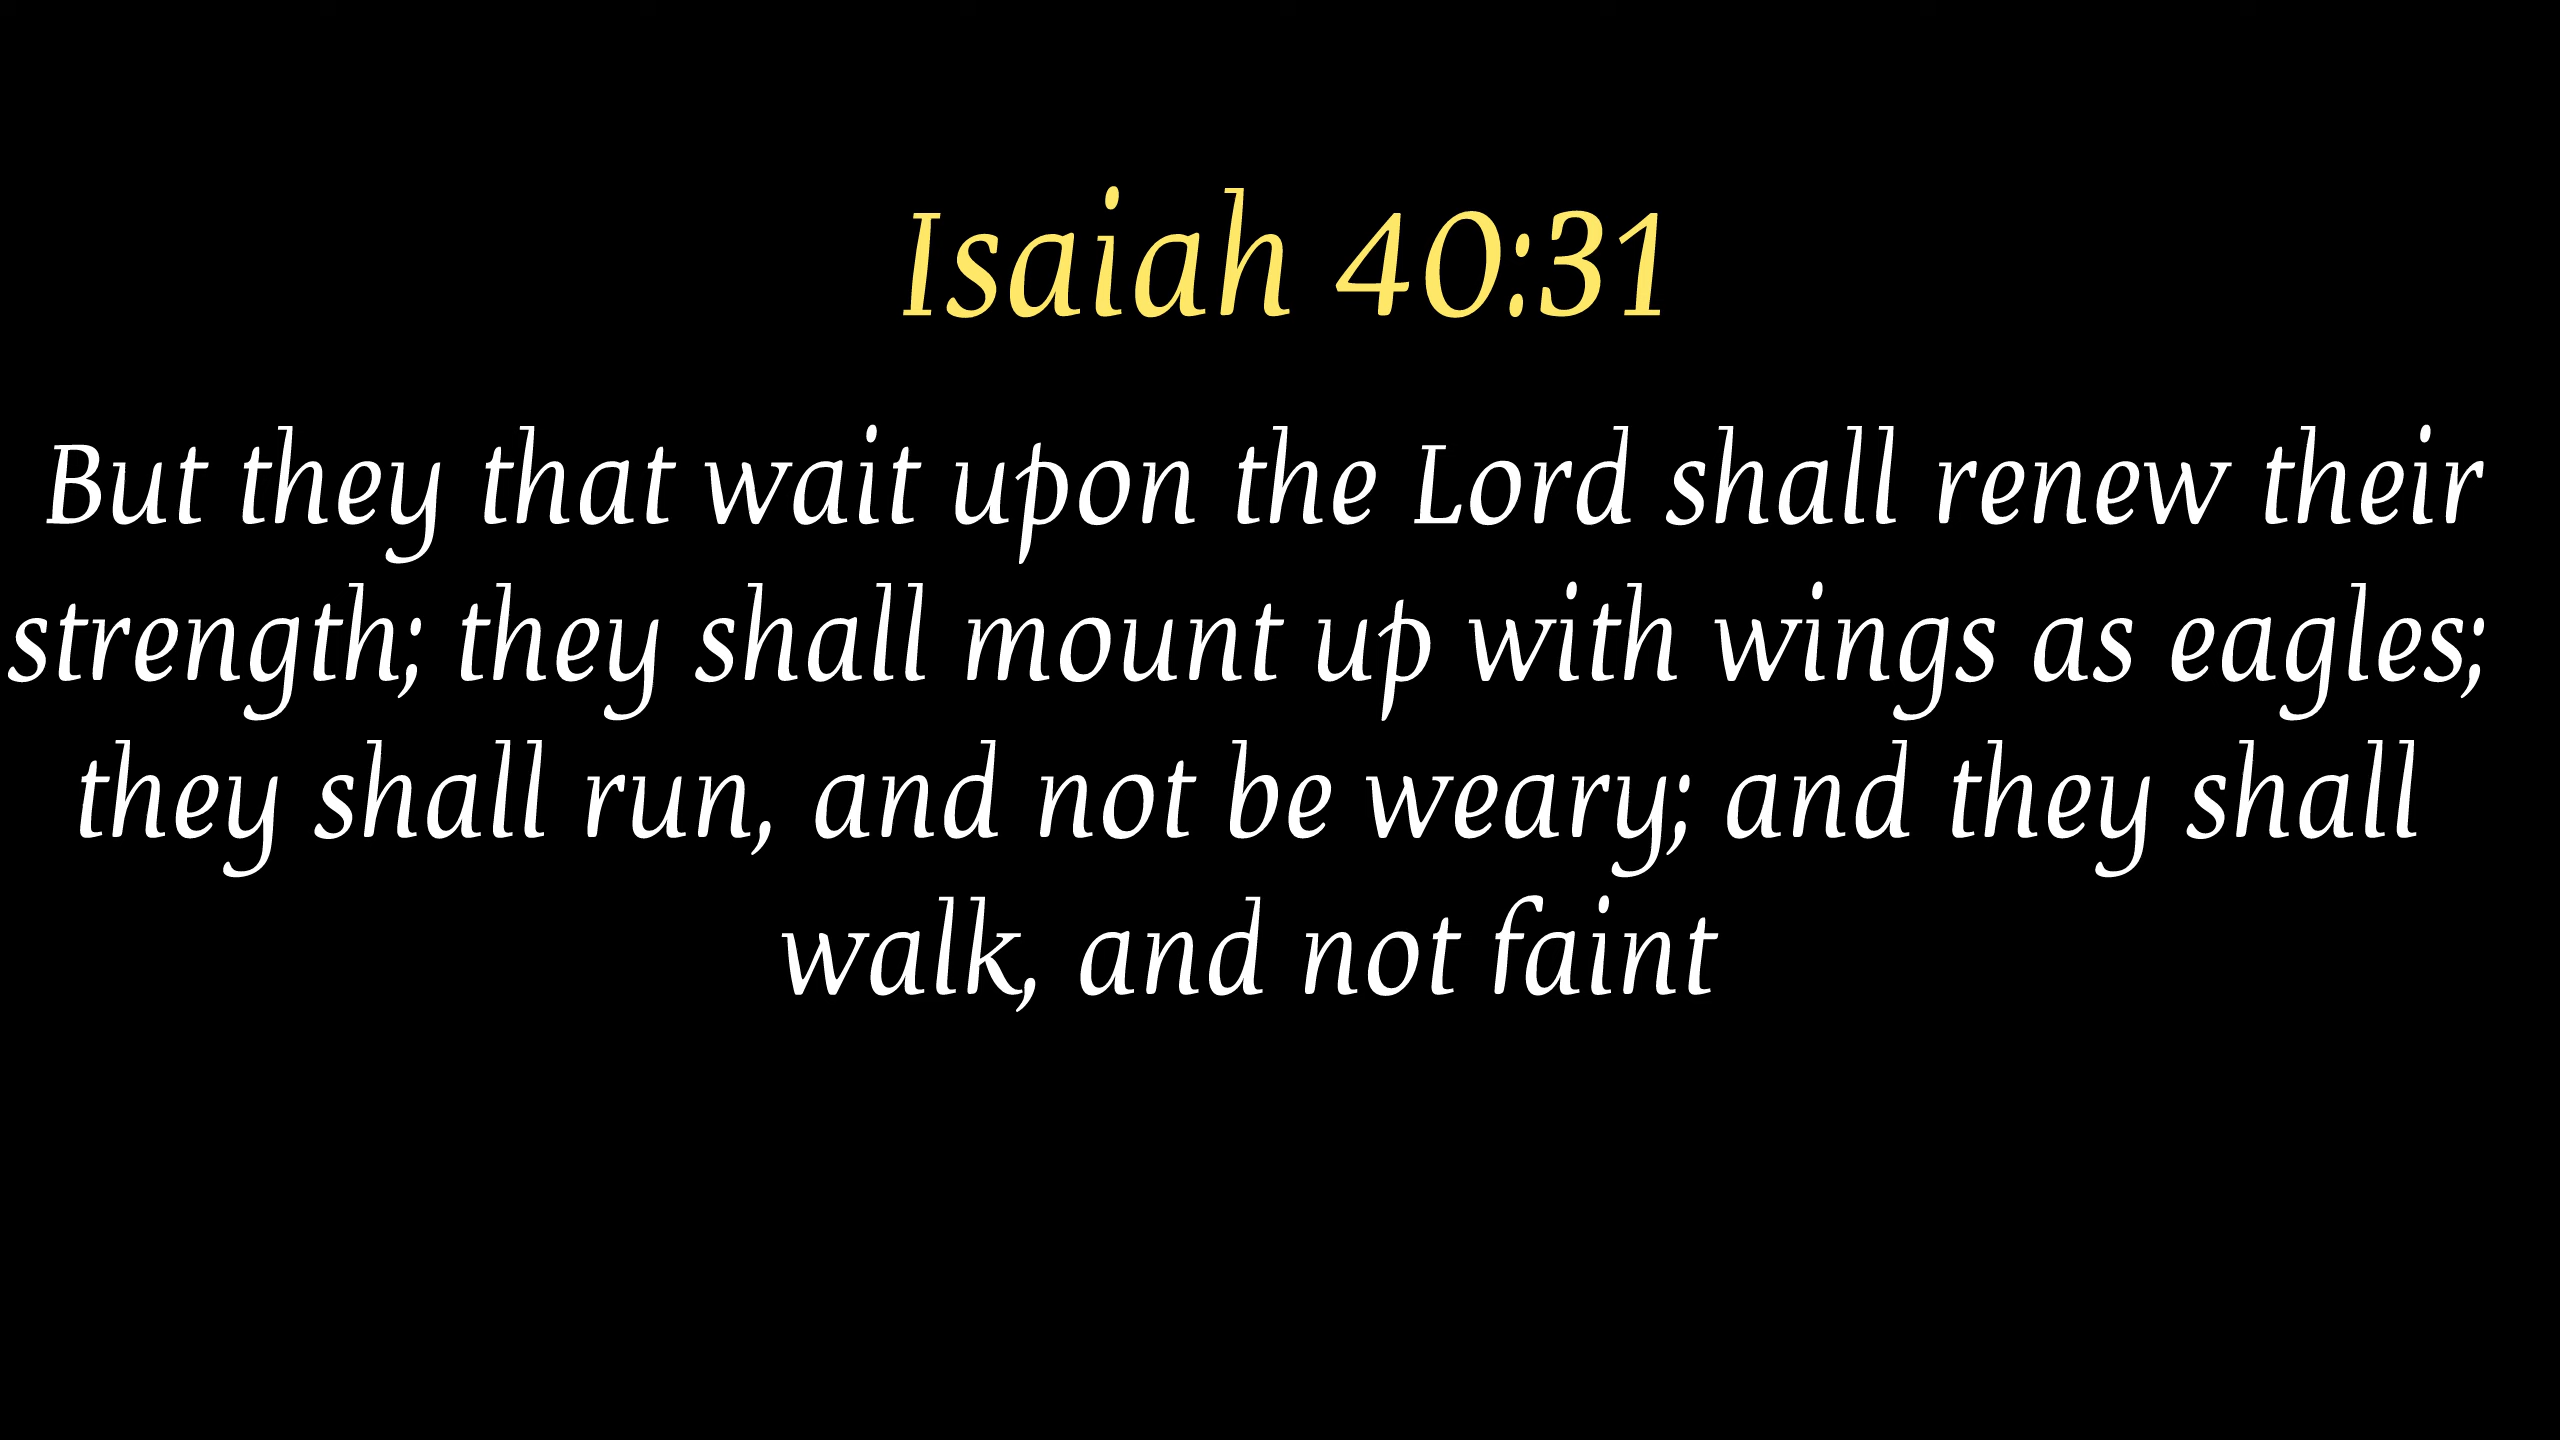 Isaiah 40:31
But they that wait upon the Lord shall renew their
strength; they shall mount up with wings as eagles;
they shall run, and not be weary; and they shall
walk, and not faint